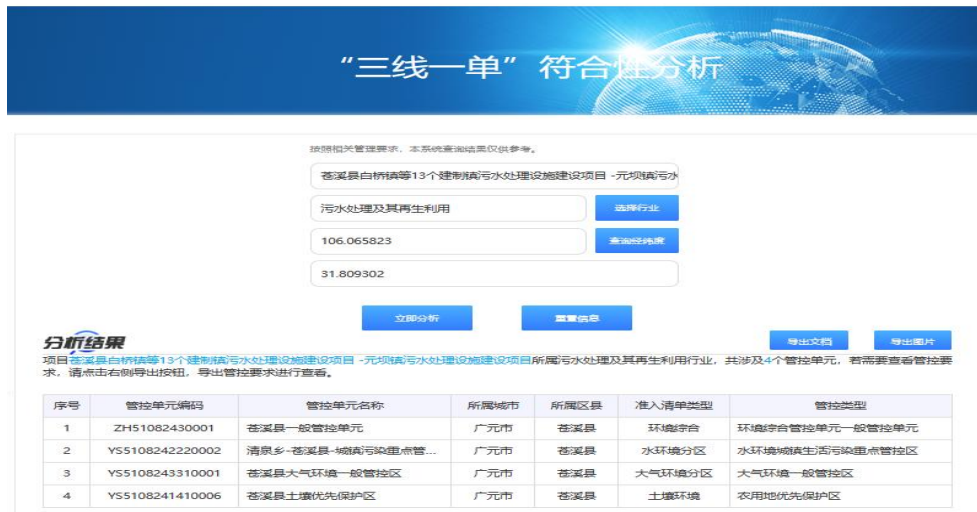 “三线一单”符合性分析
按照相关管理要求，本系统查询结果仅供参考。
苍溪县白桥镇等13个建制镇污水处理设施建设项目 -元坝镇污水
污水处理及其再生利用
选择行业
106.065823
查询经纬度
31.809302
立即分析
重置信息
分析结果
导出文档
导出图片
项目苍溪县白桥镇等13个建制镇污水处理设施建设项目 -元坝镇污水处理设施建设项目所属污水处理及其再生利用行业，共涉及4个管控单元，若需要查看管控要
求，请点击右侧导出按钮，导出管控要求进行查看。
序号 管控单元编码 管控单元名称 所属城市 所属区县 准入清单类型 管控类型
1 ZH51082430001 苍溪县一般管控单元 广元市 苍溪县 环境综合 环境综合管控单元一般管控单元
2 YS5108242220002 清泉乡-苍溪县-城镇污染重点管... 广元市 苍溪县 水环境分区 水环境城镇生活污染重点管控区
3 YS5108243310001 苍溪县大气环境一般管控区 广元市 苍溪县 大气环境分区 大气环境一般管控区
4 YS5108241410006 苍溪县土壤优先保护区 广元市 苍溪县 土壤环境 农用地优先保护区